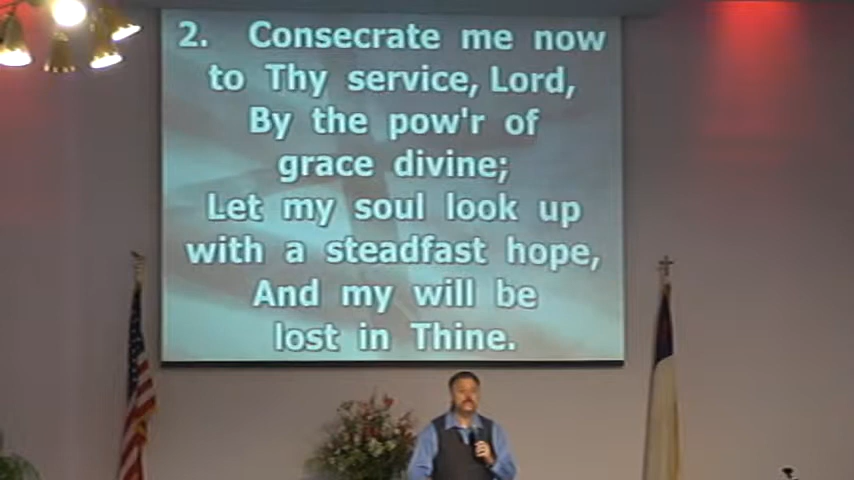 2. Consecrate me now
to Thy service, Lord,
By the pow'r of
grace divine;
Let my soul look up
with a steadfast hope,
And my will be
lost in Thine.